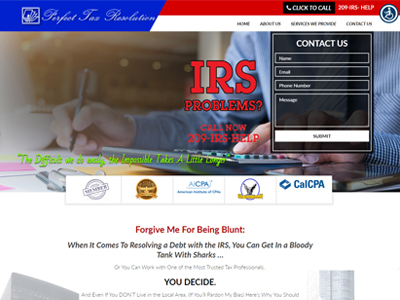 Perfect Tax Resolution
CLICK TO CALL
209-IRS- HELP
HOME
ABOUT US
SERVICES WE PROVIDE
CONTACT US
CONTACT US
Name
Email
Phone Number
Message
SUBMIT
IRS
PROBLEMS?
CALL NOW
209-IRS-HELP
"The Difficult we do easily, the Impossible Takes A Little Longer"
MEMBER
AICPA
American Institute of CPAs
CalCPA
Forgive Me For Being Blunt:
When It Comes To Resolving a Debt with the IRS, You Can Get In a Bloody
Tank With Sharks ...
Or You Can Work with One of the Most Trusted Tax Professionals..
YOU DECIDE.
And Even If You DON'T Live in the Local Area, (If You'll Pardon My Bias) Here's Why You Should